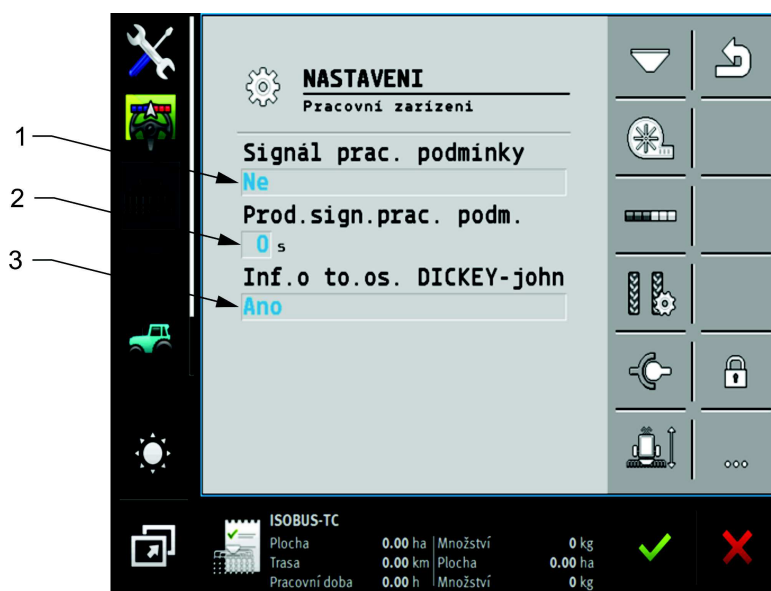 NASTAVENI
Pracovní zarízeni
1
Signál prac. podmínky
Ne
2
Prod.sign.prac. podm.
0 s
3
Inf.o to.os. DICKEY-john
Ano
ISOBUS-TC
Plocha 0.00 ha Množství 0 kg
Trasa 0.00 km Plocha 0.00 ha
Pracovní doba 0.00 h Množství 0 kg